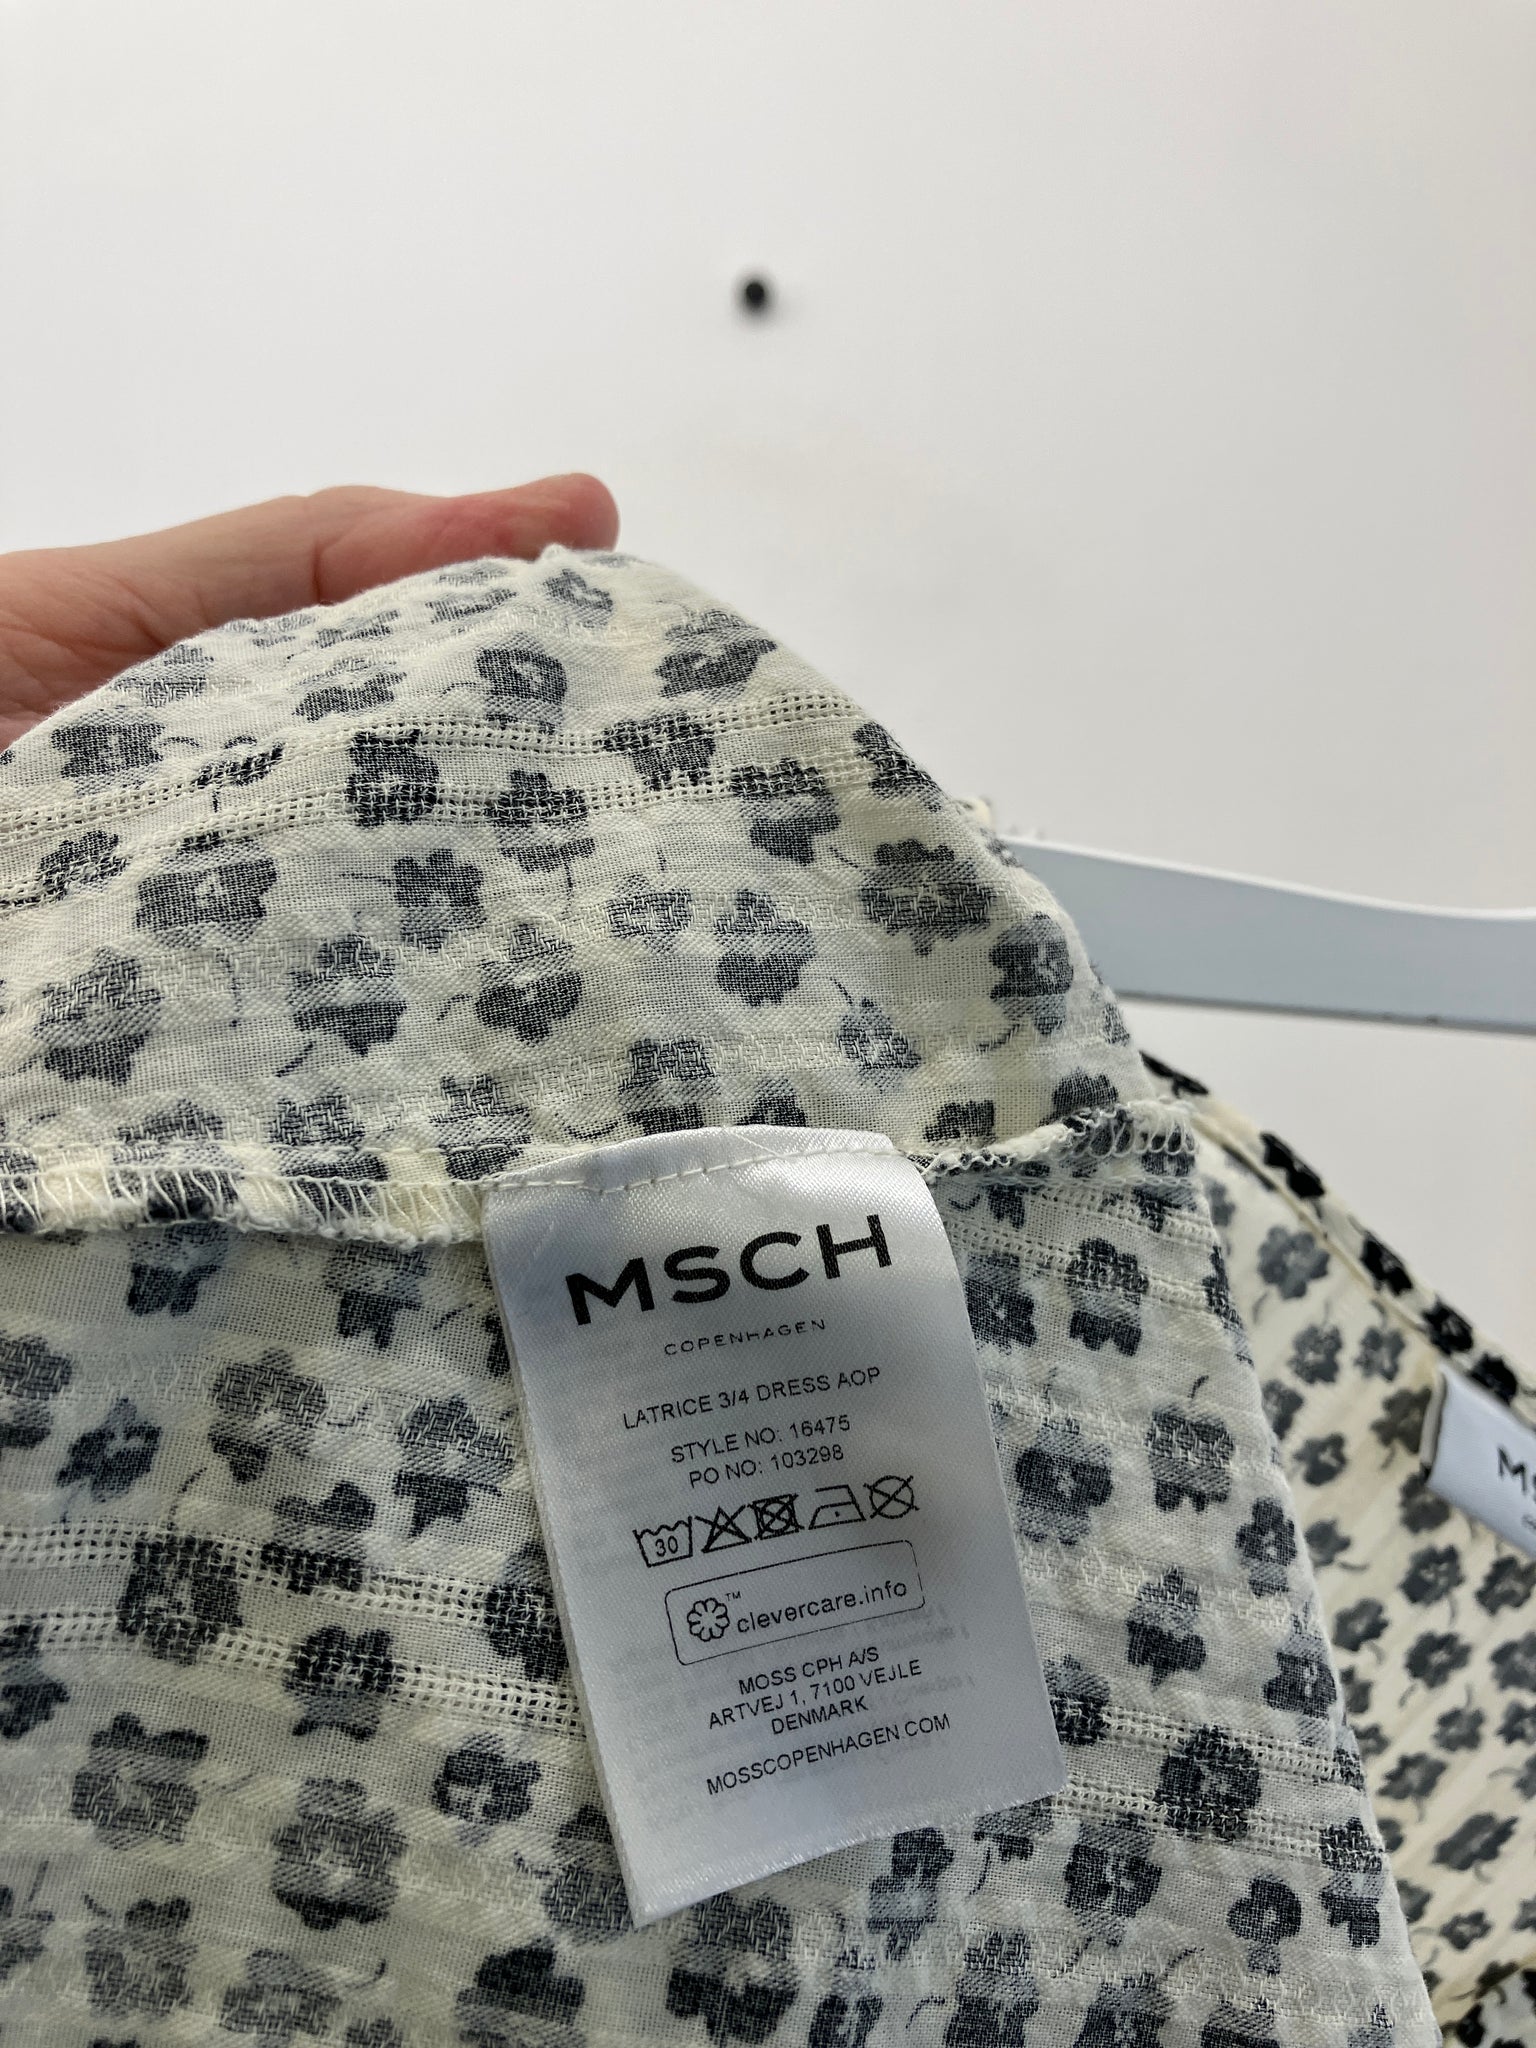 MSCH
COPENHAGEN
LATRICE 3/4 DRESS AOP
STYLE NO: 16475
PO NO: 103298
30
™ clevercare.info
MOSS CPH A/S
ARTVEJ 1, 7100 VEJLE
DENMARK
MOSSCOPENHAGEN.COM